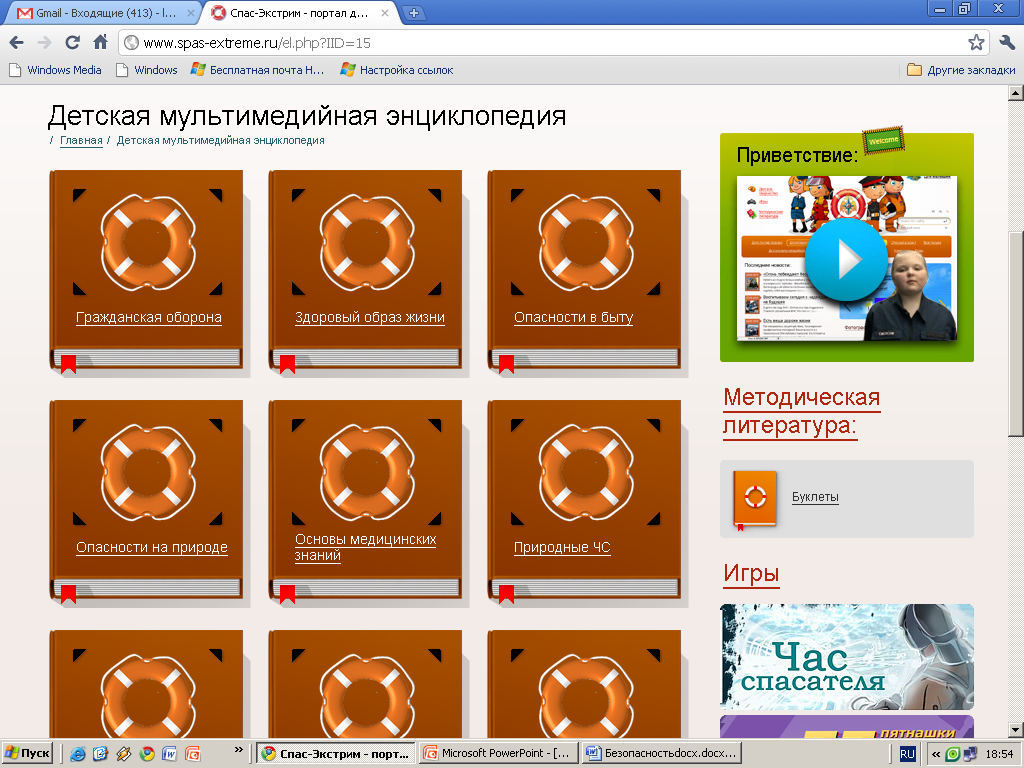 Gmail - Входящие (413) - l...
Спас-Экстрим - портал д...
www.spas-extreme.ru/el.php?IID=15
Windows Media
Windows
Бесплатная почта H...
Настройка ссылок
Другие закладки
Детская мультимедийная энциклопедия
/ Главная / Детская мультимедийная энциклопедия
Гражданская оборона
Здоровый образ жизни
Опасности в быту
Опасности на природе
Основы медицинских
знаний
Природные ЧС
Приветствие:
Welcome
Последние новости:
Методическая
литература:
Буклеты
Игры
Час
спасателя
пятнашки
Пуск
Спас-Экстрим - порт...
Microsoft PowerPoint - [...
Безопасностьdocx.docx...
RU
18:54